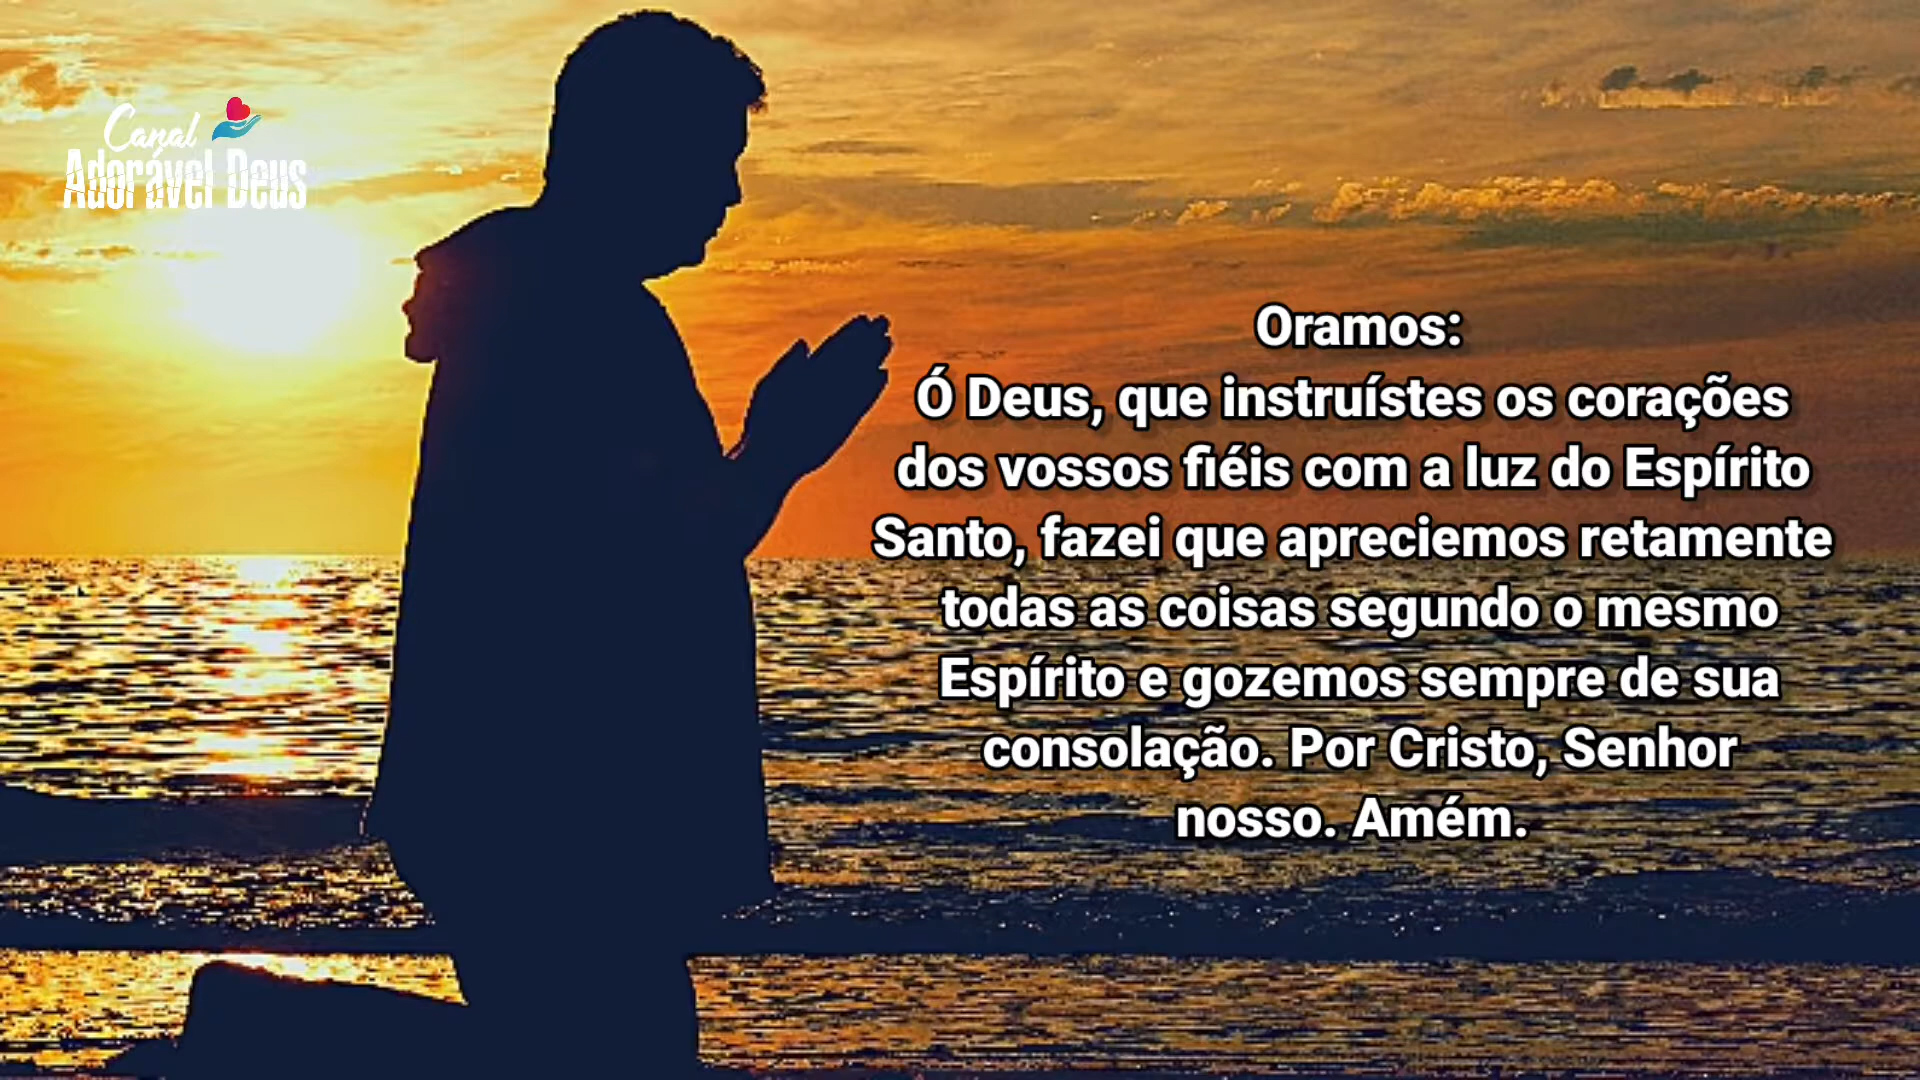 Canal
Adorável Deus
Oramos:
Ó Deus, que instruístes os corações
dos vossos fiéis com a luz do Espírito
Santo, fazei que apreciemos retamente
todas as coisas segundo o mesmo
Espírito e gozemos sempre de sua
consolação. Por Cristo, Senhor
nosso. Amém.